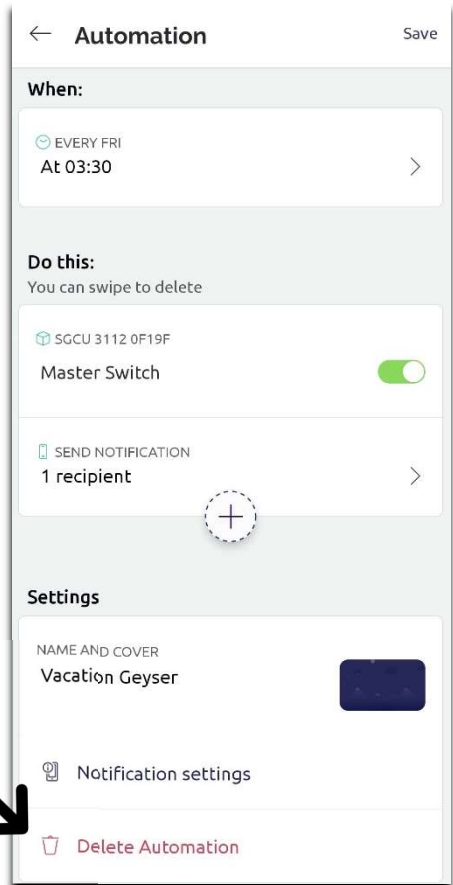 Automation
Save
When:
EVERY FRI
At 03:30
Do this:
You can swipe to delete
SGCU 3112 0F19F
Master Switch
SEND NOTIFICATION
1 recipient
Settings
NAME AND COVER
Vacation Geyser
Notification settings
Delete Automation